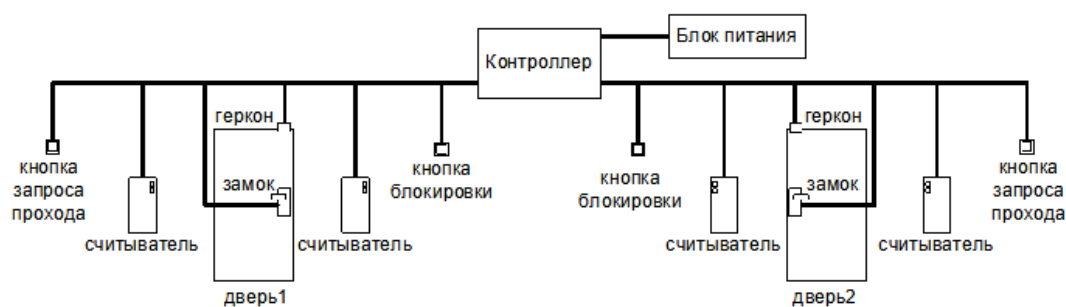 Блок питания
Контроллер
геркон
кнопка
запроса
прохода
считыватель
замок
дверь1
считыватель
кнопка
блокировки
кнопка
блокировки
считыватель
геркон
замок
дверь2
считыватель
кнопка
запроса
прохода